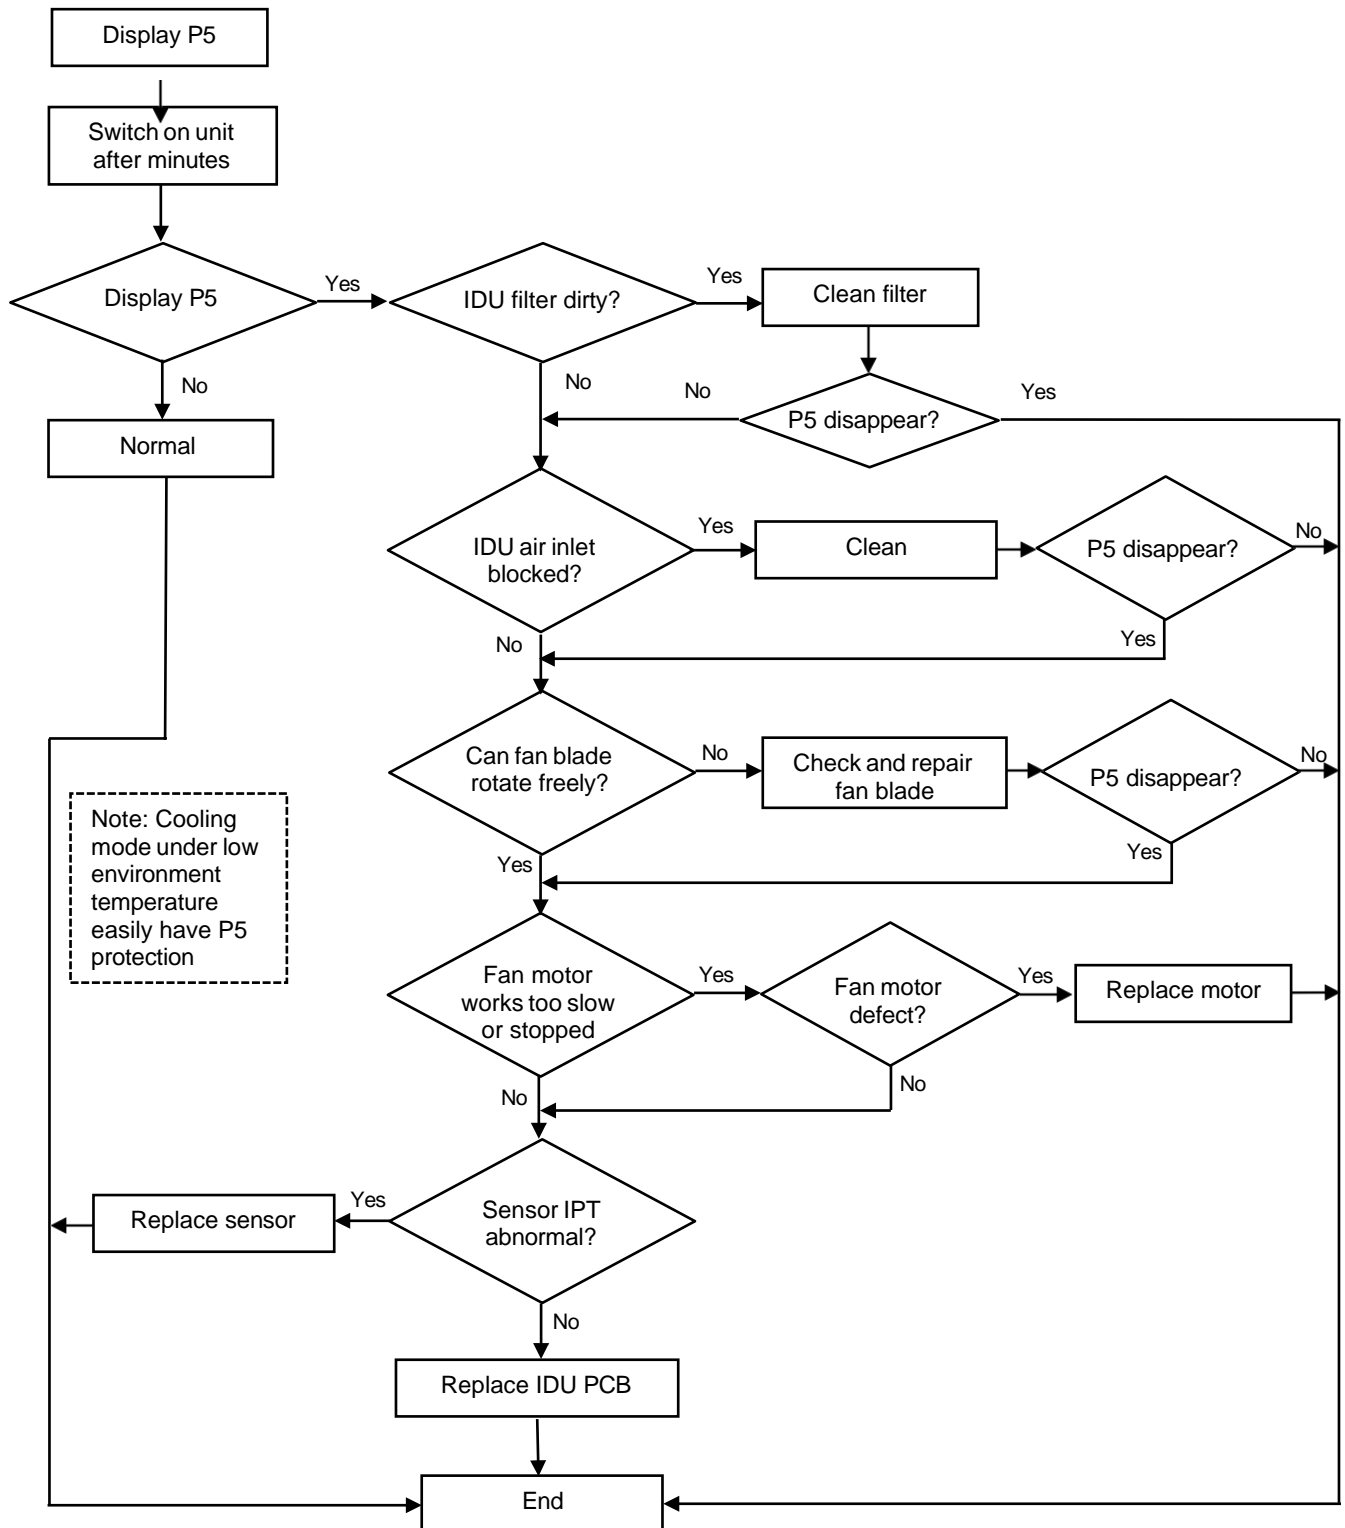 Display P5
Switch on unit
after minutes
Display P5
Yes
IDU filter dirty?
Yes
Clean filter
No
No
No
Yes
P5 disappear?
Normal
IDU air inlet
blocked?
Yes
Clean
P5 disappear?
No
No
Yes
Can fan blade
rotate freely?
No
Check and repair
fan blade
P5 disappear?
No
Note: Cooling
mode under low
environment
temperature
easily have P5
protection
Yes
Yes
Fan motor
works too slow
or stopped
Yes
Fan motor
defect?
Yes
Replace motor
No
No
Replace sensor
Yes
Sensor IPT
abnormal?
No
Replace IDU PCB
End